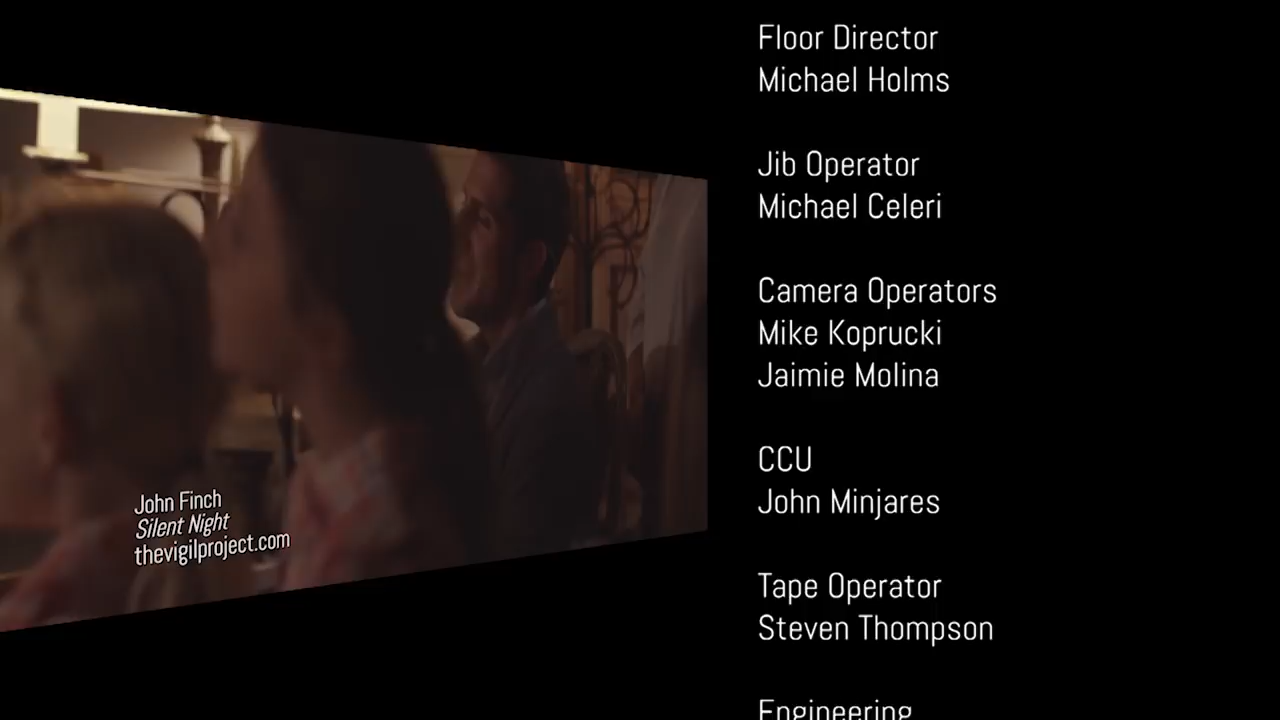 John Finch
Silent Night
thevigilproject.com
Floor Director
Michael Holms
Jib Operator
Michael Celeri
Camera Operators
Mike Koprucki
Jaimie Molina
CCU
John Minjares
Tape Operator
Steven Thompson
Engineering